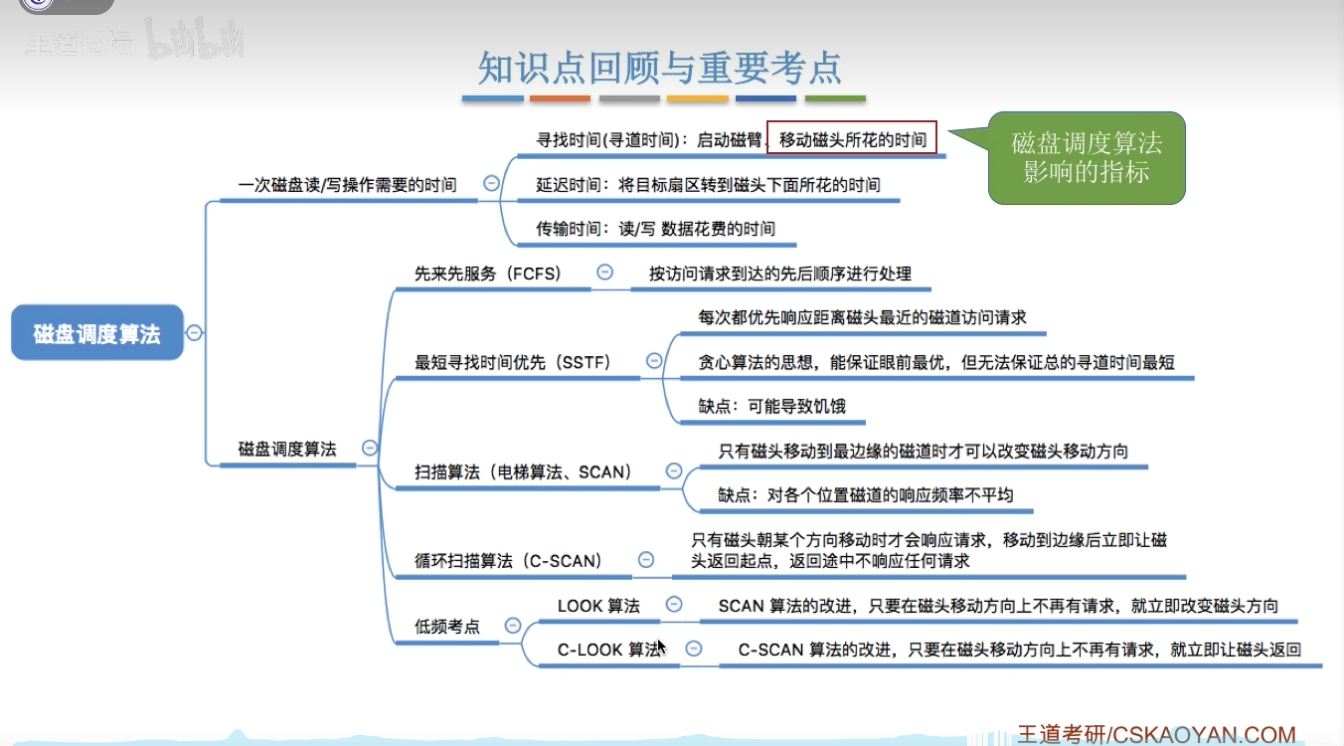 王道论坛 bilibili
知识点回顾与重要考点
寻找时间(寻道时间)：启动磁臂、移动磁头所花的时间
磁盘调度算法
影响的指标
一次磁盘读/写操作需要的时间
延迟时间：将目标扇区转到磁头下面所花的时间
传输时间：读/写 数据花费的时间
先来先服务（FCFS）
按访问请求到达的先后顺序进行处理
每次都优先响应距离磁头最近的磁道访问请求
磁盘调度算法
最短寻找时间优先（SSTF）
贪心算法的思想，能保证眼前最优，但无法保证总的寻道时间最短
缺点：可能导致饥饿
磁盘调度算法
只有磁头移动到最边缘的磁道时才可以改变磁头移动方向
扫描算法（电梯算法、SCAN）
缺点：对各个位置磁道的响应频率不平均
只有磁头朝某个方向移动时才会响应请求，移动到边缘后立即让磁
头返回起点，返回途中不响应任何请求
循环扫描算法（C-SCAN）
LOOK 算法
SCAN 算法的改进，只要在磁头移动方向上不再有请求，就立即改变磁头方向
低频考点
C-LOOK 算法
C-SCAN 算法的改进，只要在磁头移动方向上不再有请求，就立即让磁头返回
王道考研/CSKAOYAN.COM